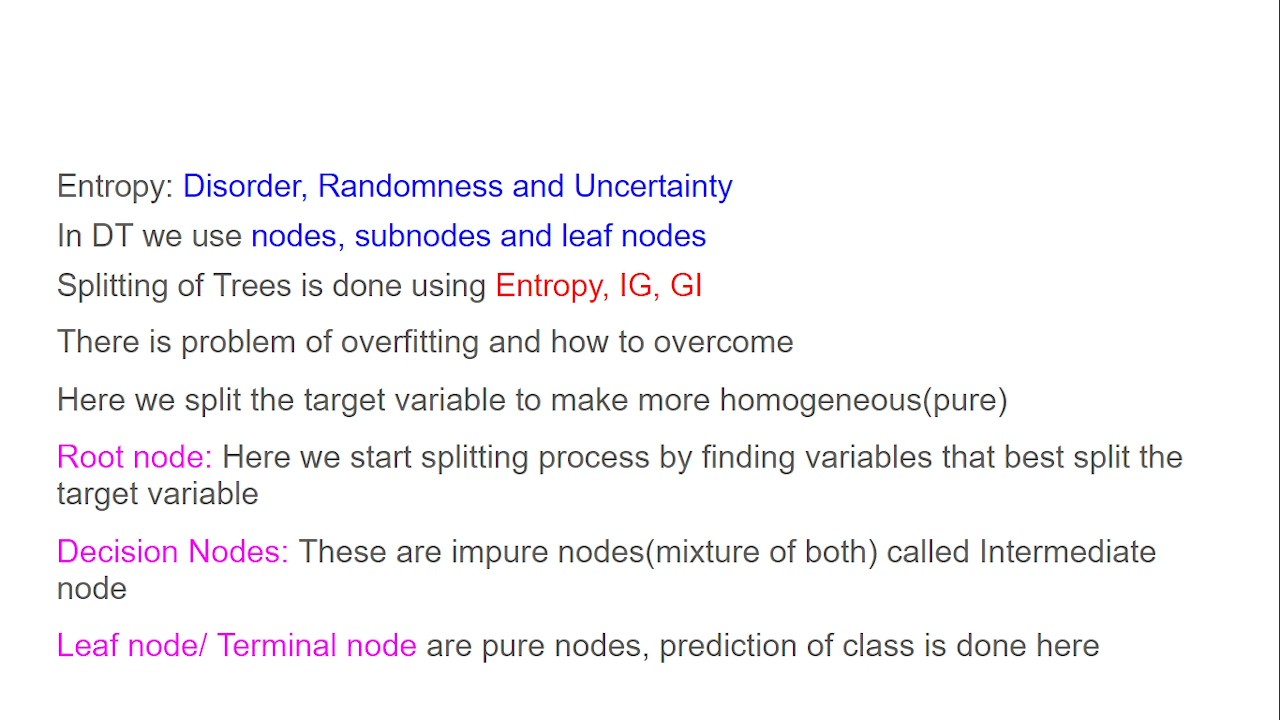 Entropy: Disorder, Randomness and Uncertainty
In DT we use nodes, subnodes and leaf nodes
Splitting of Trees is done using Entropy, IG, GI
There is problem of overfitting and how to overcome
Here we split the target variable to make more homogeneous(pure)
Root node: Here we start splitting process by finding variables that best split the
target variable
Decision Nodes: These are impure nodes(mixture of both) called Intermediate
node
Leaf node/ Terminal node are pure nodes, prediction of class is done here